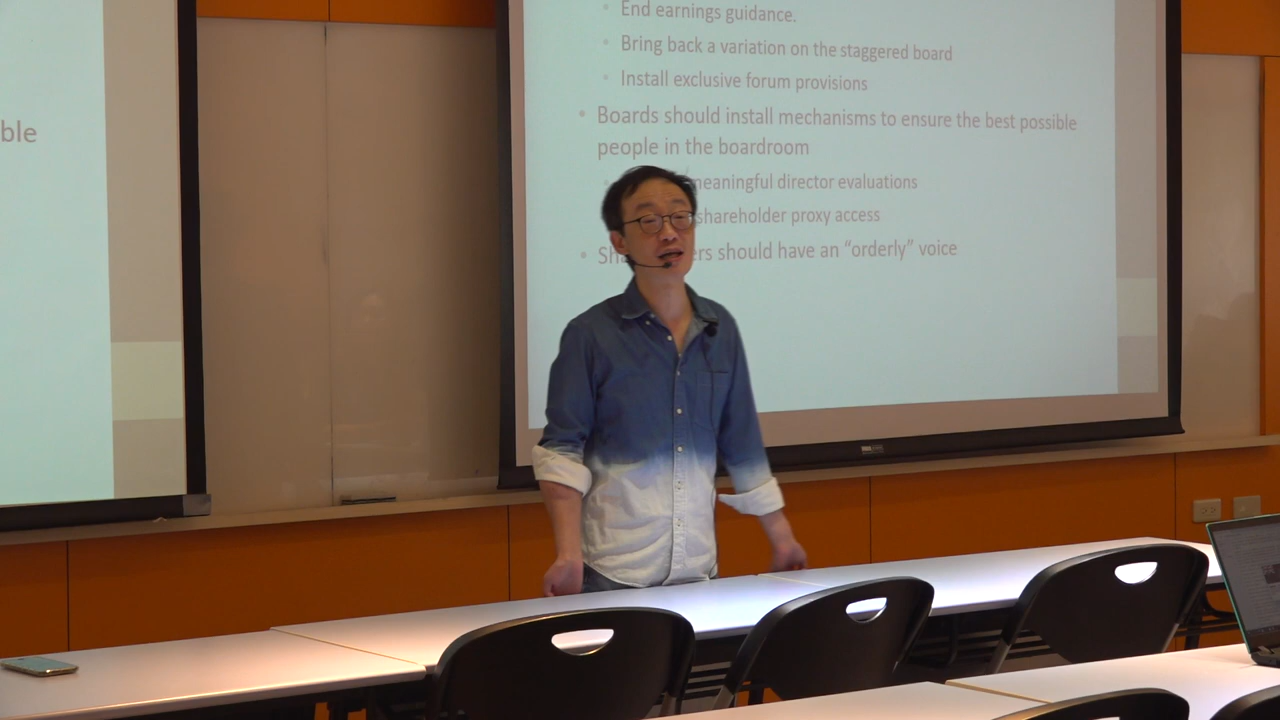 ble
End earnings guidance.
Bring back a variation on the staggered board
Install exclusive forum provisions
Boards should install mechanisms to ensure the best possible
people in the boardroom
meaningful director evaluations
shareholder proxy access
should have an “orderly” voice